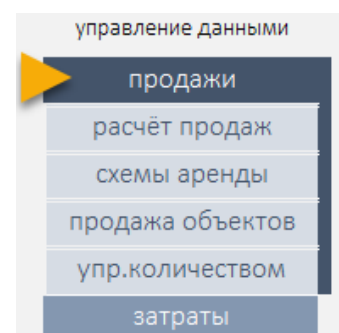 управление данными
продажи
расчёт продаж
схемы аренды
продажа объектов
упр.количеством
затраты